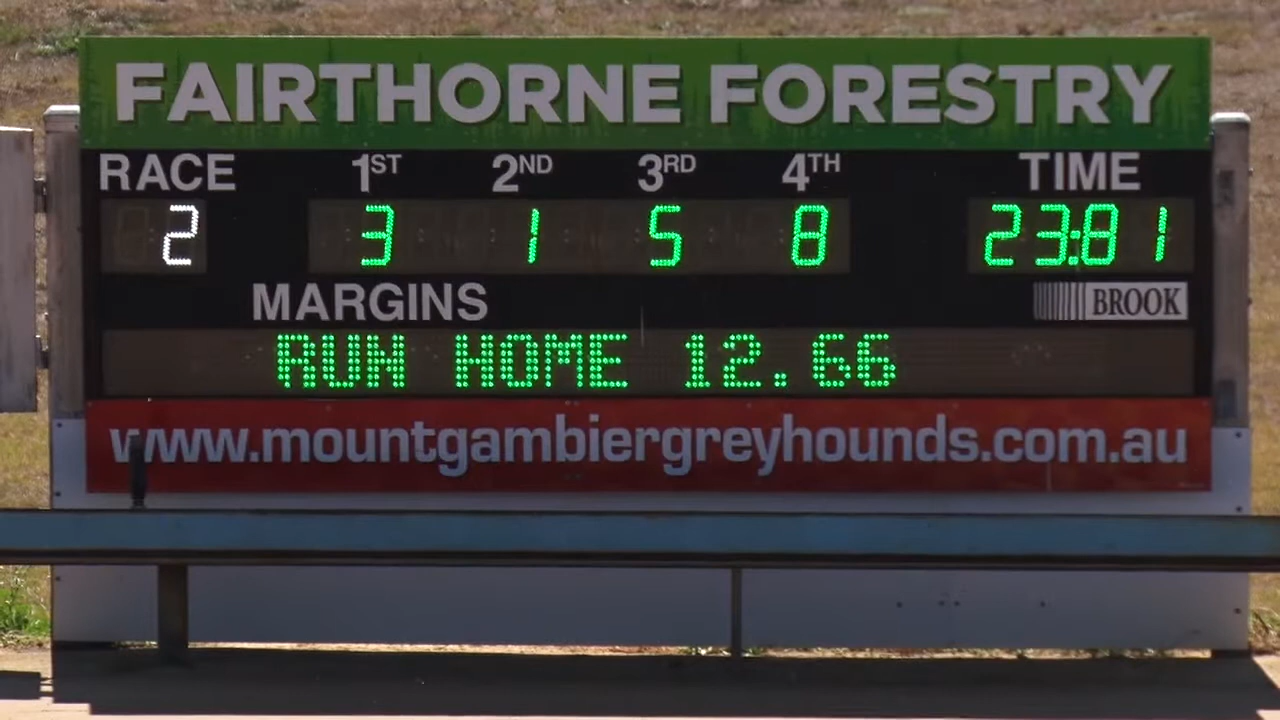 FAIRTHORNE FORESTRY
RACE 1ST 2ND 3RD 4TH TIME
2 3 1 5 8 23:81
MARGINS BROOK
RUN HOME 12.66
www.mountgambiergreyhounds.com.au